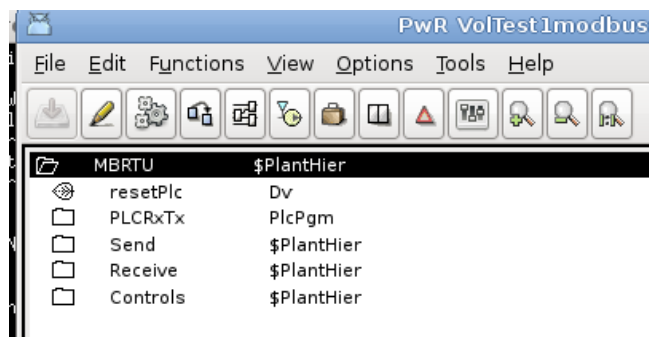 PwR VolTest1modbus
File Edit Functions View Options Tools Help
MBRTU $PlantHier
resetPlc Dv
PLCRxTx PlcPgm
Send $PlantHier
Receive $PlantHier
Controls $PlantHier